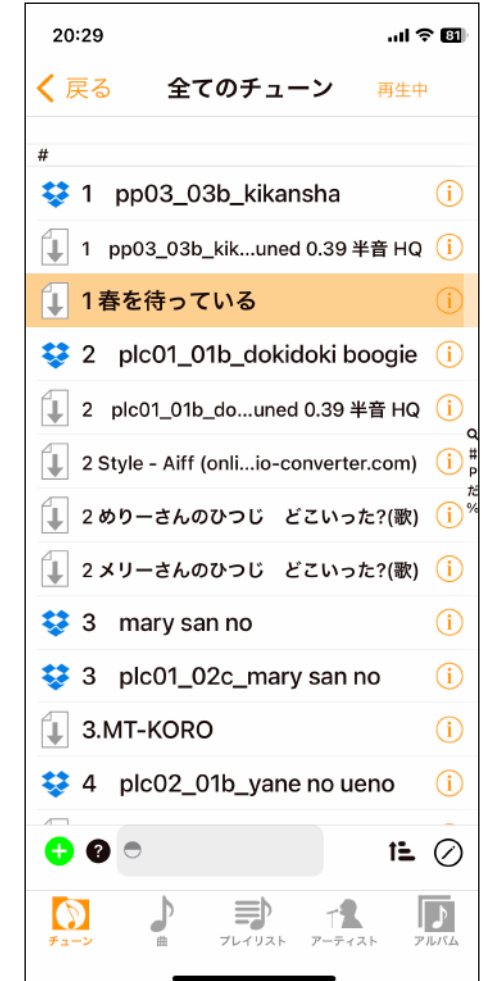 20:29
81
戻る 全てのチューン 再生中
#
1 pp03_03b_kikansha
1 pp03_03b_kik...uned 0.39 半音 HQ
1 春を待っている
2 plc01_01b_dokidoki boogie
2 plc01_01b_do...uned 0.39 半音 HQ
2 Style - Aiff (onli...io-converter.com)
2 めりーさんのひつじ どこいった?(歌)
2 メリーさんのひつじ どこいった?(歌)
3 mary san no
3 plc01_02c_mary san no
3.MT-KORO
4 plc02_01b_yane no ueno
#
P
だ
%
チューン 曲 プレイリスト アーティスト アルバム